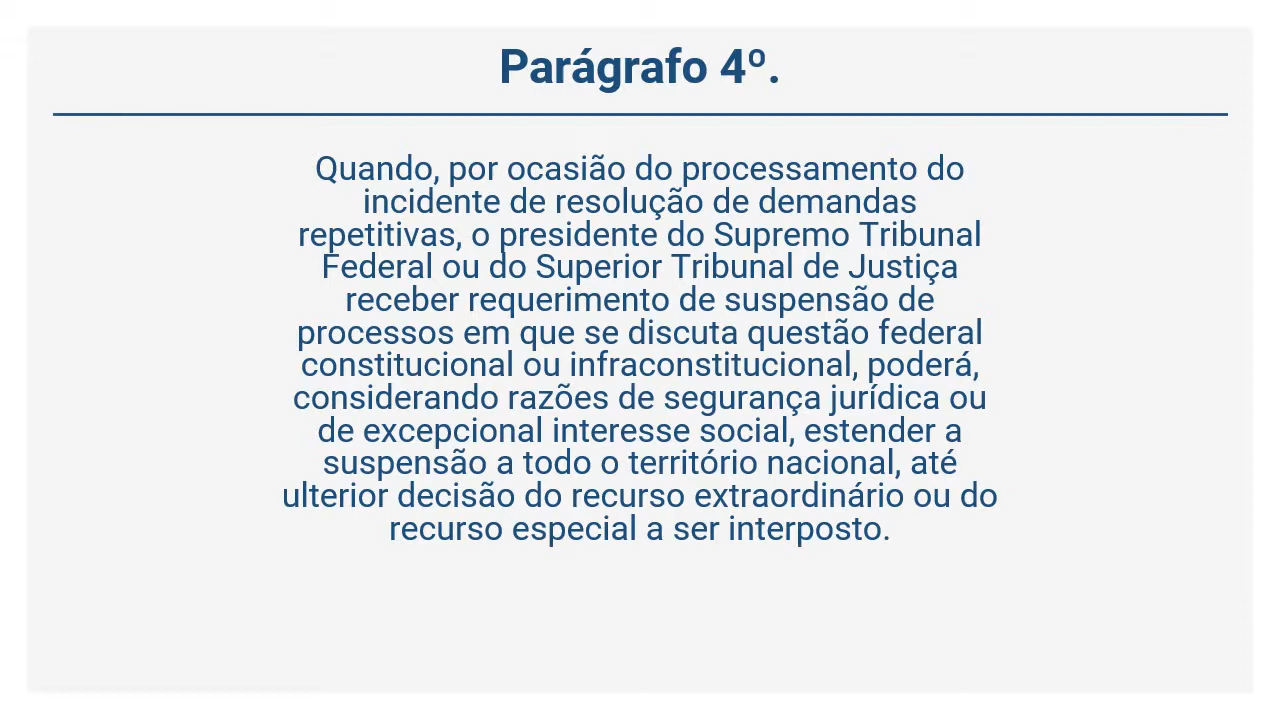 Parágrafo 4º.
Quando, por ocasião do processamento do
incidente de resolução de demandas
repetitivas, o presidente do Supremo Tribunal
Federal ou do Superior Tribunal de Justiça
receber requerimento de suspensão de
processos em que se discuta questão federal
constitucional ou infraconstitucional, poderá,
considerando razões de segurança jurídica ou
de excepcional interesse social, estender a
suspensão a todo o território nacional, até
ulterior decisão do recurso extraordinário ou do
recurso especial a ser interposto.